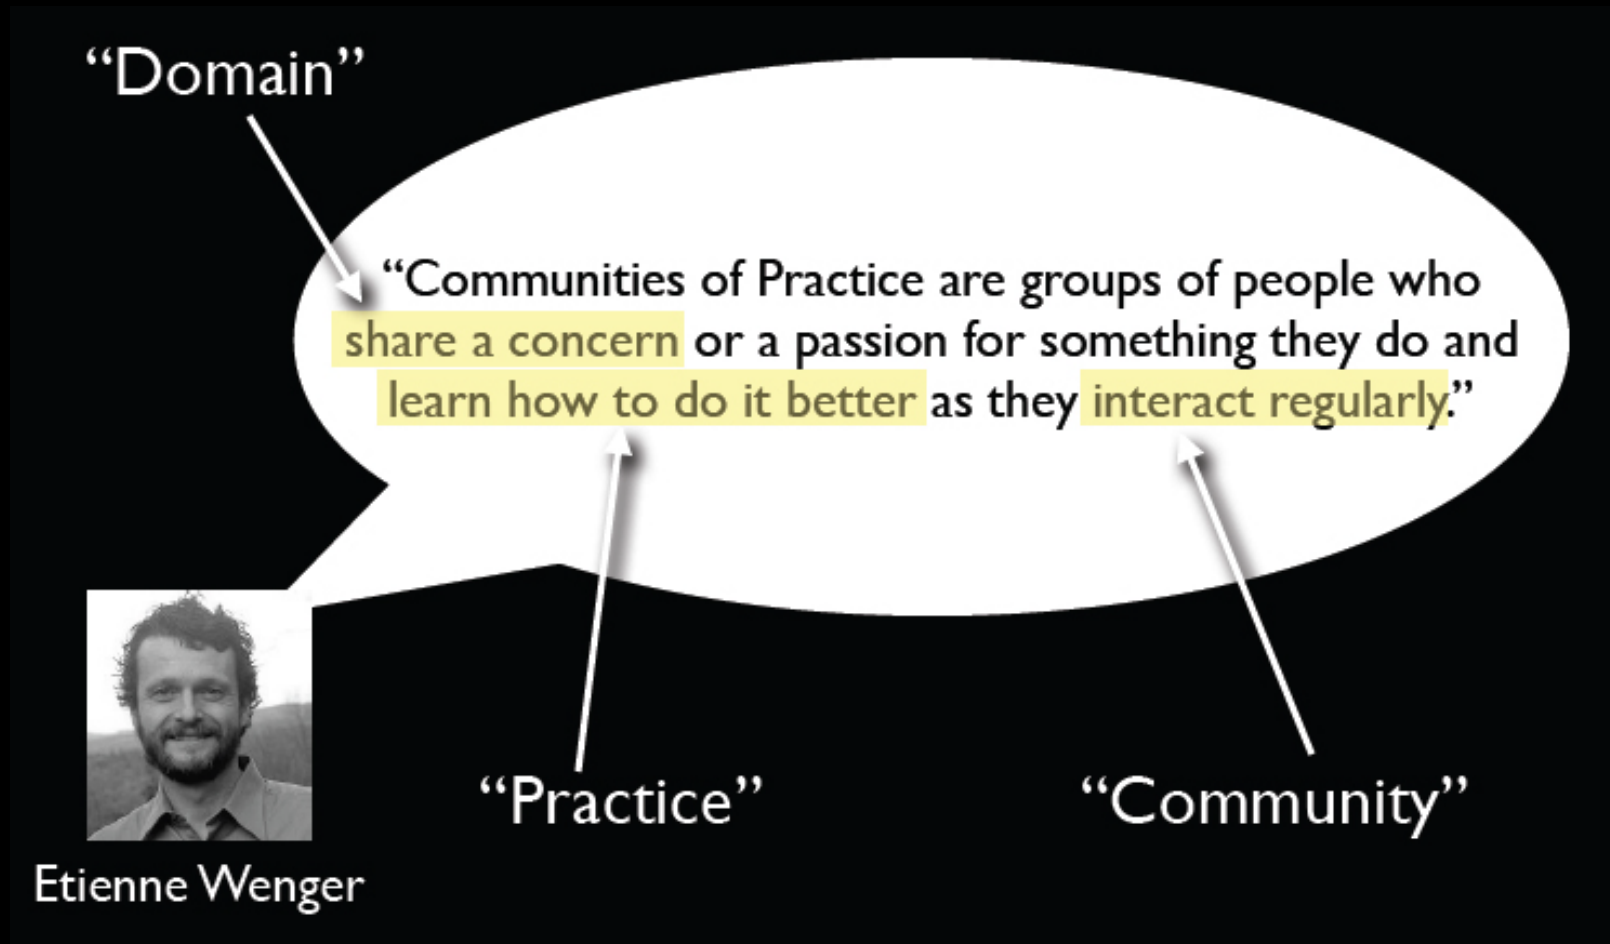 “Domain”
“Communities of Practice are groups of people who
share a concern or a passion for something they do and
learn how to do it better as they interact regularly.”
“Practice”
“Community”
Etienne Wenger